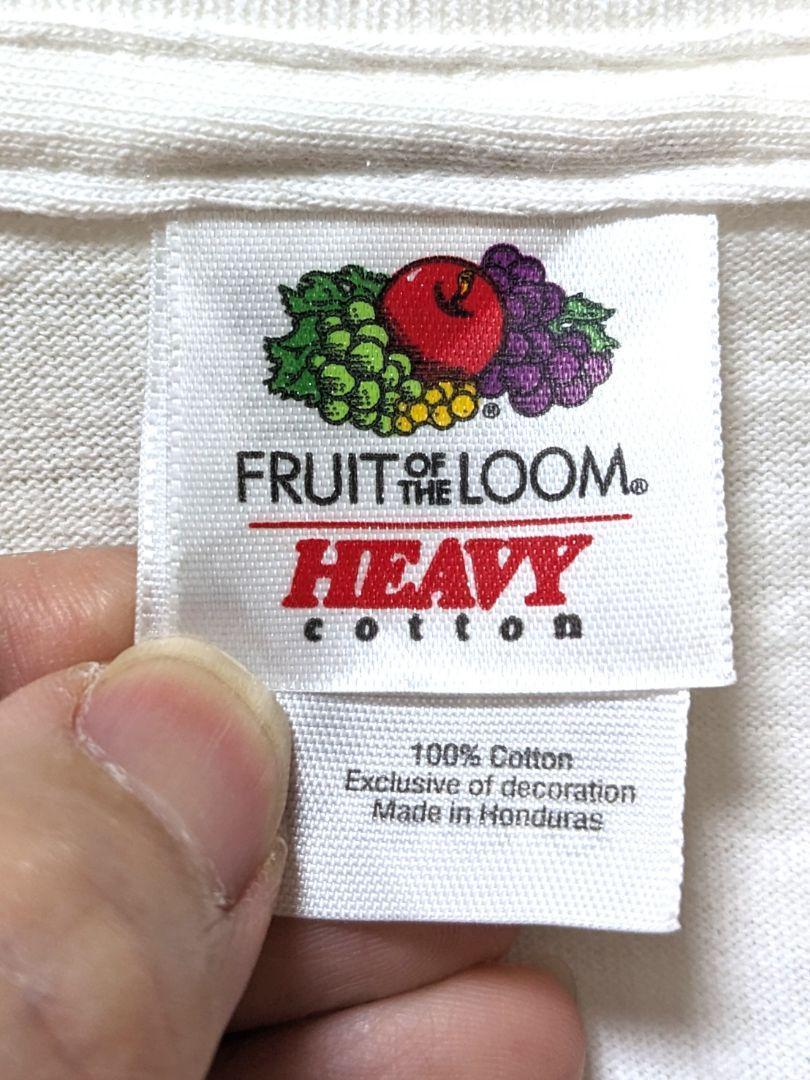 ®
FRUIT OF THE LOOM®
HEAVY
cotton
100% Cotton
Exclusive of decoration
Made in Honduras